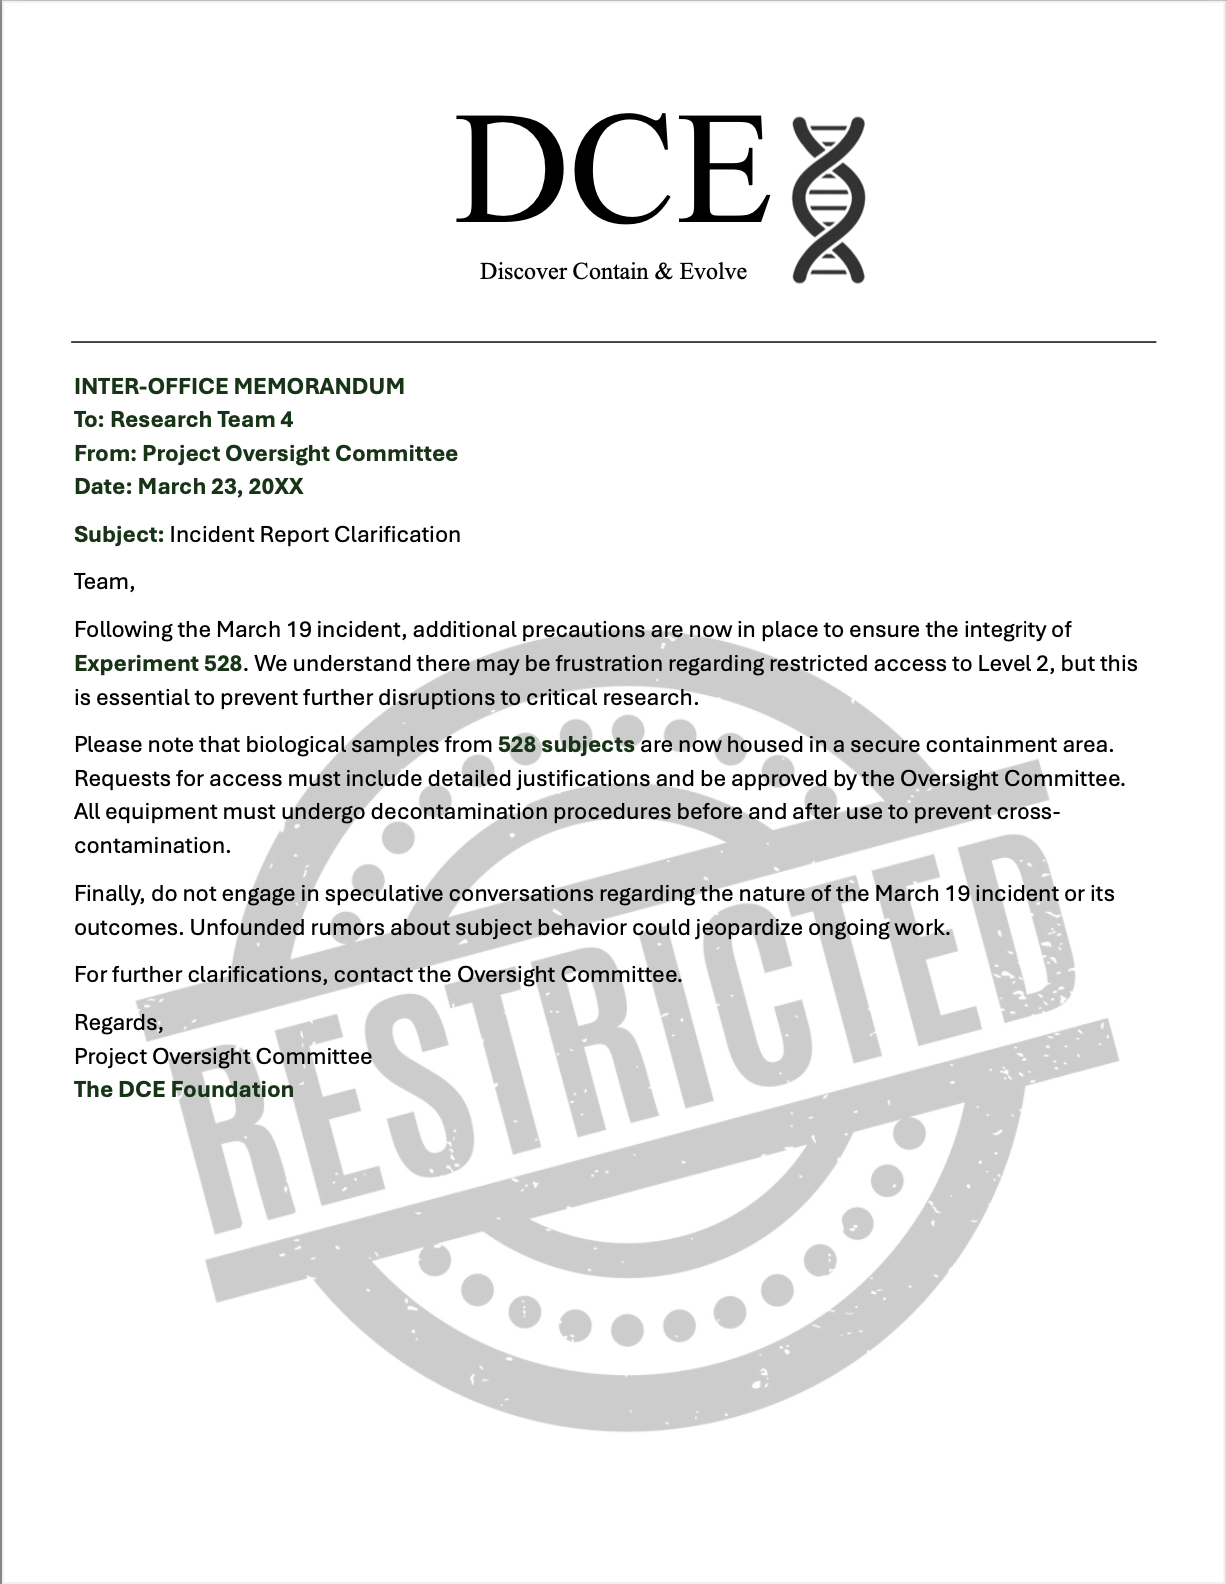 DCE
Discover Contain & Evolve
INTER-OFFICE MEMORANDUM
To: Research Team 4
From: Project Oversight Committee
Date: March 23, 20XX
Subject: Incident Report Clarification
Team,
Following the March 19 incident, additional precautions are now in place to ensure the integrity of
Experiment 528. We understand there may be frustration regarding restricted access to Level 2, but this
is essential to prevent further disruptions to critical research.
Please note that biological samples from 528 subjects are now housed in a secure containment area.
Requests for access must include detailed justifications and be approved by the Oversight Committee.
All equipment must undergo decontamination procedures before and after use to prevent cross-
contamination.
Finally, do not engage in speculative conversations regarding the nature of the March 19 incident or its
outcomes. Unfounded rumors about subject behavior could jeopardize ongoing work.
For further clarifications, contact the Oversight Committee.
Regards,
Project Oversight Committee
The DCE Foundation
RESTRICTED